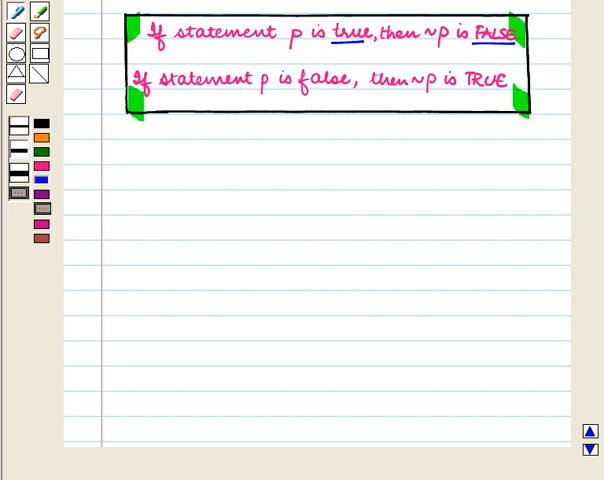 If statement p is true, then ~p is FALSE
If statement p is false, then ~p is TRUE